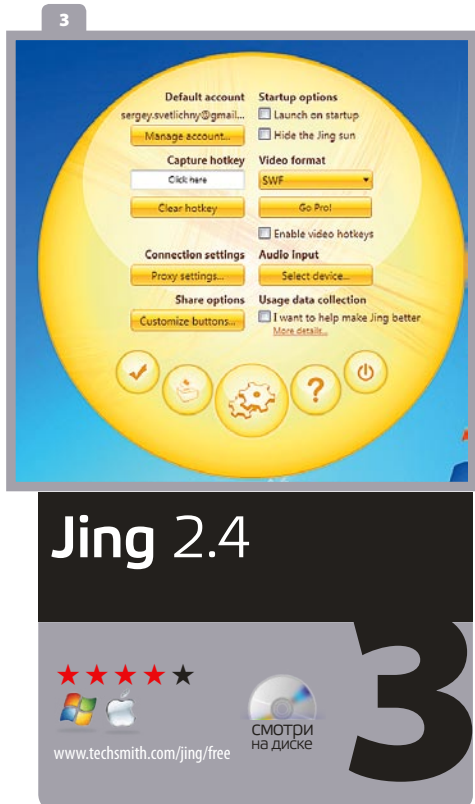 3
Default account
sergey.svetlichny@gmail...
Manage account...
Capture hotkey
Click here
Clear hotkey
Connection settings
Proxy settings...
Share options
Customize buttons...
Startup options
Launch on startup
Hide the Jing sun
Video format
SWF
Go Pro!
Enable video hotkeys
Audio input
Select device...
Usage data collection
I want to help make Jing better
More details...
?
Jing 2.4
www.techsmith.com/jing/free
СМОТРИ
НА ДИСКЕ
3